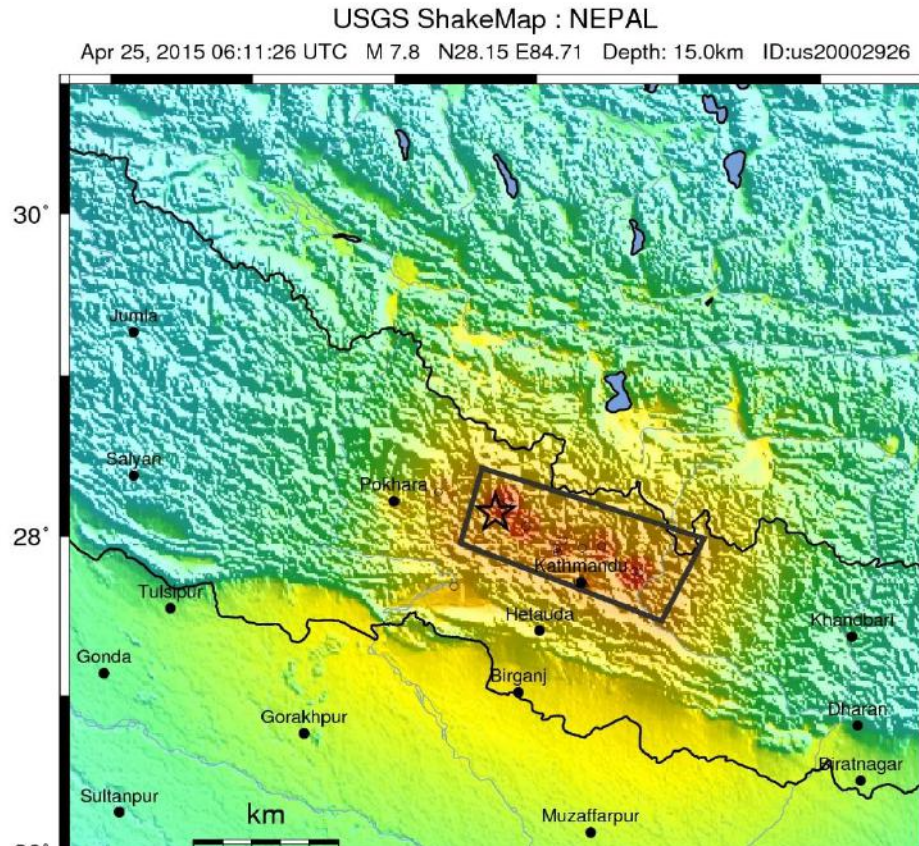 USGS ShakeMap : NEPAL
Apr 25, 2015 06:11:26 UTC M 7.8 N28.15 E84.71 Depth: 15.0km ID:us20002926
30°
Jumla
Salyan
Pokhara
28°
Kathmandu
Tulsipur
Hetauda
Khandbari
Gonda
Birganj
Gorakhpur
Dharan
Biratnagar
Sultanpur
km
Muzaffarpur